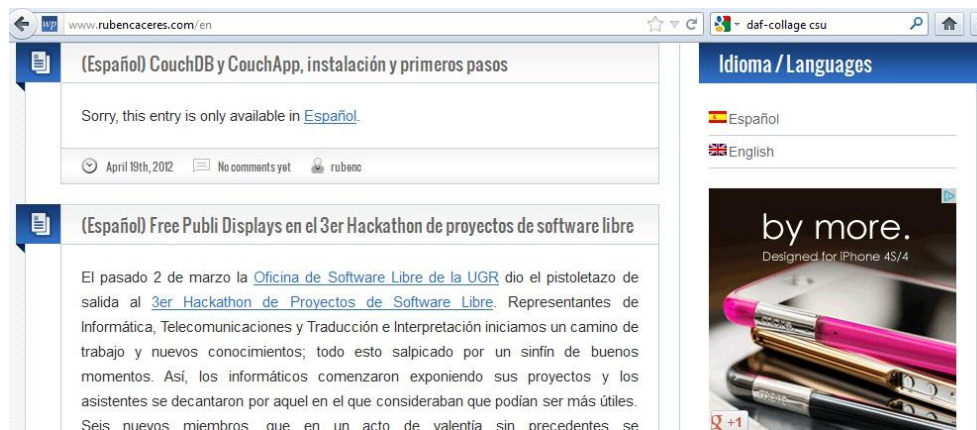 www.rubencaceres.com/en
daf-collage csu
(Español) CouchDB y CouchApp, instalación y primeros pasos
Sorry, this entry is only available in Español.
April 19th, 2012 No comments yet rubenc
(Español) Free Publi Displays en el 3er Hackathon de proyectos de software libre
El pasado 2 de marzo la Oficina de Software Libre de la UGR dio el pistoletazo de
salida al 3er Hackathon de Proyectos de Software Libre. Representantes de
Informática, Telecomunicaciones y Traducción e Interpretación iniciamos un camino de
trabajo y nuevos conocimientos; todo esto salpicado por un sinfín de buenos
momentos. Así, los informáticos comenzaron exponiendo sus proyectos y los
asistentes se decantaron por aquel en el que consideraban que podían ser más útiles.
Seis nuevos miembros, que en un acto de valentía sin precedentes se
Idioma / Languages
Español
English
by more.
Designed for iPhone 4S/4
g +1